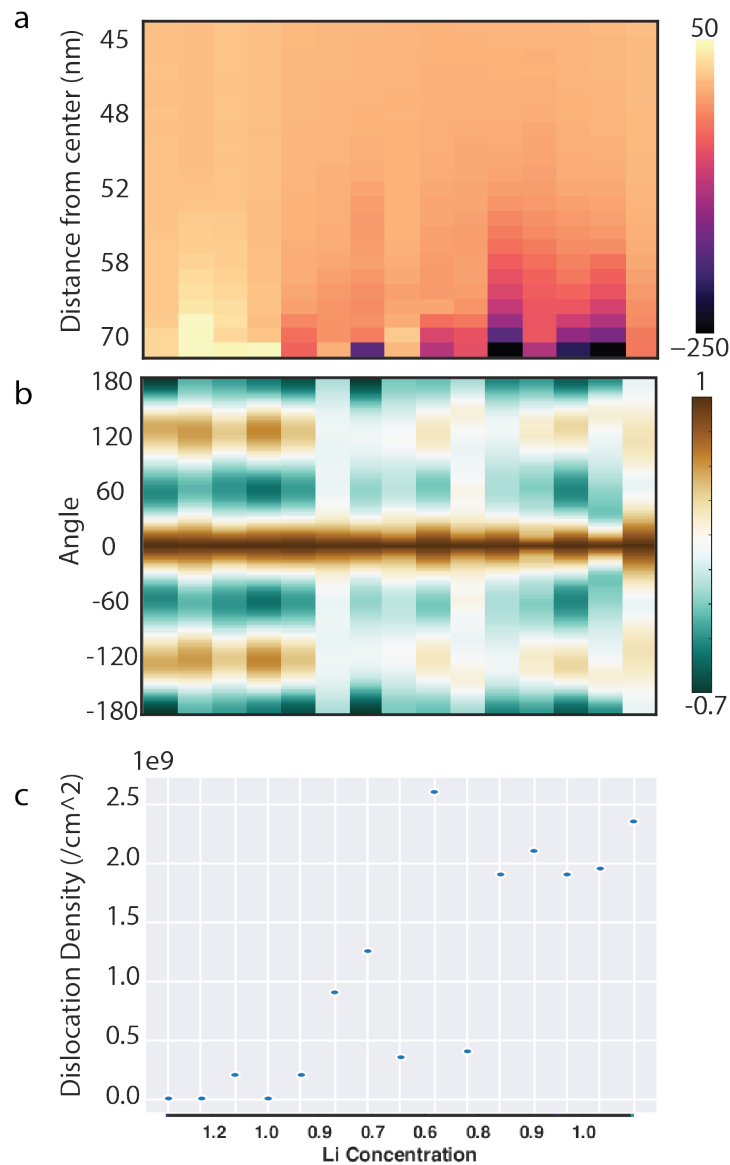 a
Distance from center (nm)
45
48
52
58
70
50
−250
b
Angle
180
120
60
0
-60
-120
-180
1
-0.7
c
1e9
Dislocation Density (/cm^2)
2.5
2.0
1.5
1.0
0.5
0.0
1.2 1.0 0.9 0.7 0.6 0.8 0.9 1.0
Li Concentration